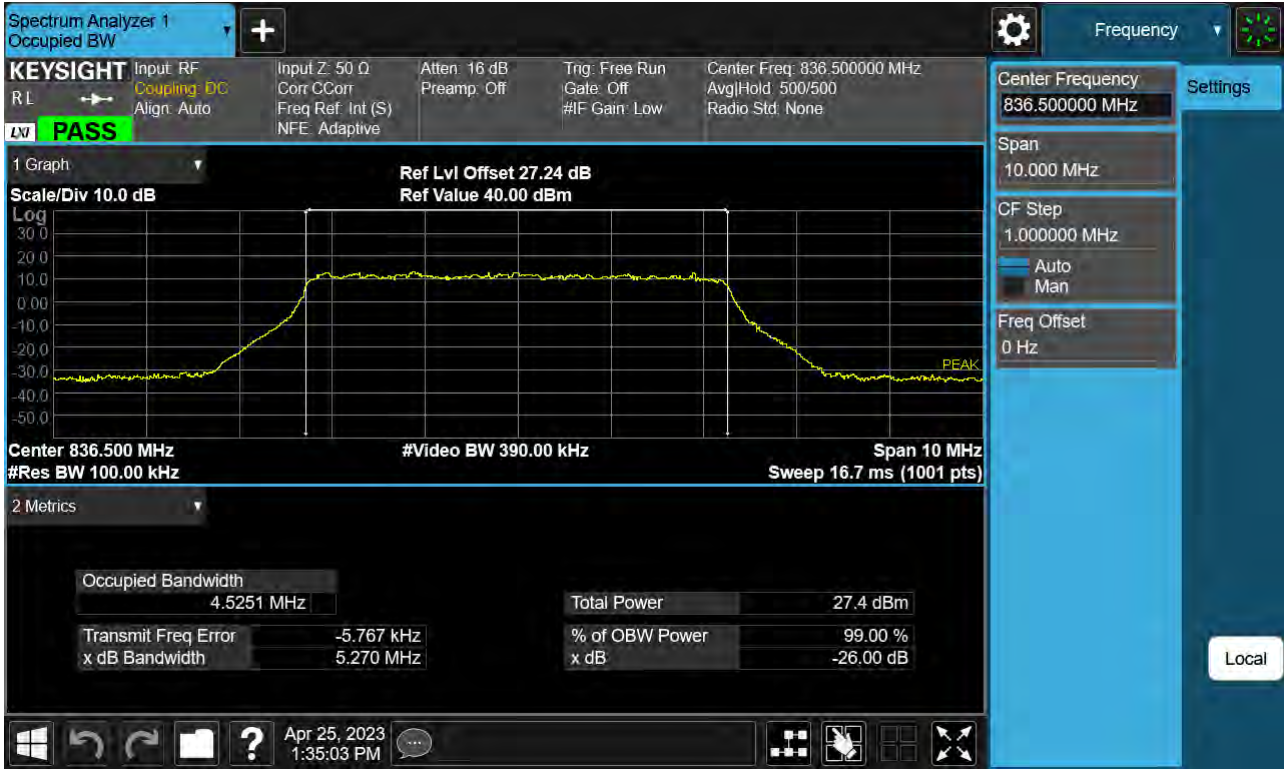 Spectrum Analyzer 1
Occupied BW
Frequency
KEYSIGHT
RL
LXI
PASS
Input: RF
Coupling: DC
Align: Auto
Input Z: 50 Ω
Corr CCorr
Freq Ref: Int (S)
NFE: Adaptive
Atten: 16 dB
Preamp: Off
Trig: Free Run
Gate: Off
#IF Gain: Low
Center Freq: 836.500000 MHz
Avg|Hold: 500/500
Radio Std: None
1 Graph
Scale/Div 10.0 dB
Ref Lvl Offset 27.24 dB
Ref Value 40.00 dBm
Log
30.0
20.0
10.0
0.00
-10.0
-20.0
-30.0
-40.0
-50.0
PEAK
Center 836.500 MHz
#Res BW 100.00 kHz
#Video BW 390.00 kHz
Span 10 MHz
Sweep 16.7 ms (1001 pts)
2 Metrics
Occupied Bandwidth
4.5251 MHz
Transmit Freq Error -5.767 kHz
x dB Bandwidth 5.270 MHz
Total Power 27.4 dBm
% of OBW Power 99.00 %
x dB -26.00 dB
Center Frequency
836.500000 MHz
Span
10.000 MHz
CF Step
1.000000 MHz
Auto
Man
Freq Offset
0 Hz
Settings
Local
?
Apr 25, 2023
1:35:03 PM